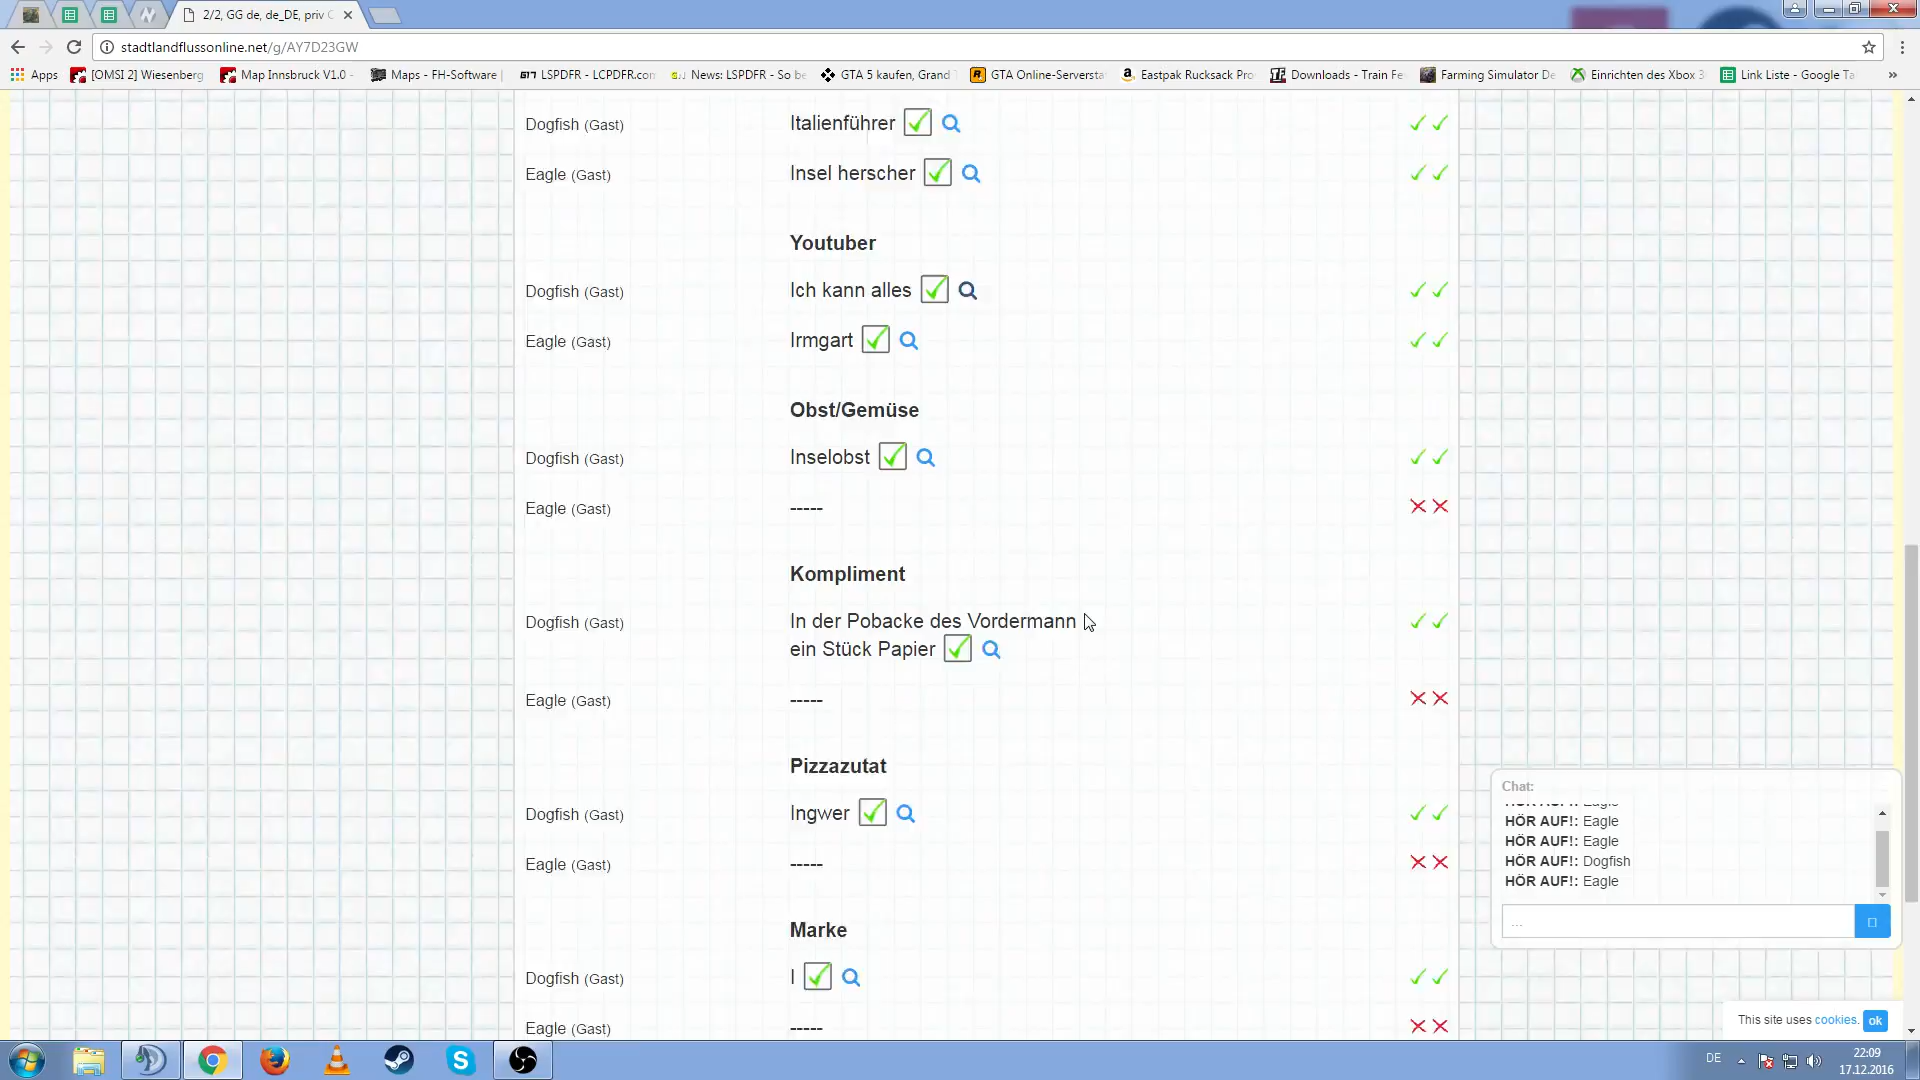 2/2, GG de, de_DE, priv
stadtlandflussonline.net/g/AY7D23GW
Apps [OMSI 2] Wiesenberg Map Innsbruck V1.0 - Maps - FH-Software LSPDFR - LCPDFR.com News: LSPDFR - So be GTA 5 kaufen, Grand GTA Online-Serversta Eastpak Rucksack Pro Downloads - Train Fe Farming Simulator De Einrichten des Xbox 3 Link Liste - Google Ta »
Dogfish (Gast) Italienführer
Eagle (Gast) Insel herscher
Youtuber
Dogfish (Gast) Ich kann alles
Eagle (Gast) Irmgart
Obst/Gemüse
Dogfish (Gast) Inselobst
Eagle (Gast) -----
Kompliment
Dogfish (Gast) In der Pobacke des Vordermann
ein Stück Papier
Eagle (Gast) -----
Pizzazutat
Dogfish (Gast) Ingwer
Eagle (Gast) -----
Marke
Dogfish (Gast) I
Eagle (Gast) -----
Chat:
HÖR AUF!: Eagle
HÖR AUF!: Eagle
HÖR AUF!: Eagle
HÖR AUF!: Dogfish
HÖR AUF!: Eagle
...
This site uses cookies. ok
DE
22:09
17.12.2016